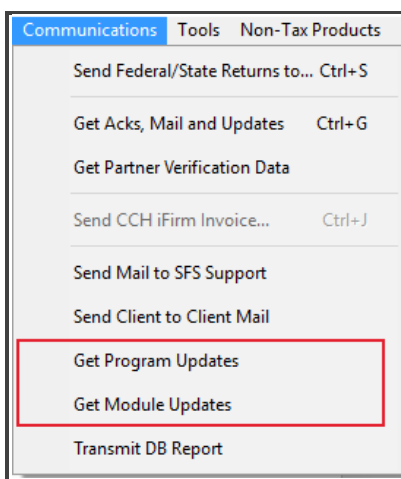 Communications Tools Non-Tax Products
Send Federal/State Returns to... Ctrl+S
Get Acks, Mail and Updates Ctrl+G
Get Partner Verification Data
Send CCH iFirm Invoice... Ctrl+J
Send Mail to SFS Support
Send Client to Client Mail
Get Program Updates
Get Module Updates
Transmit DB Report